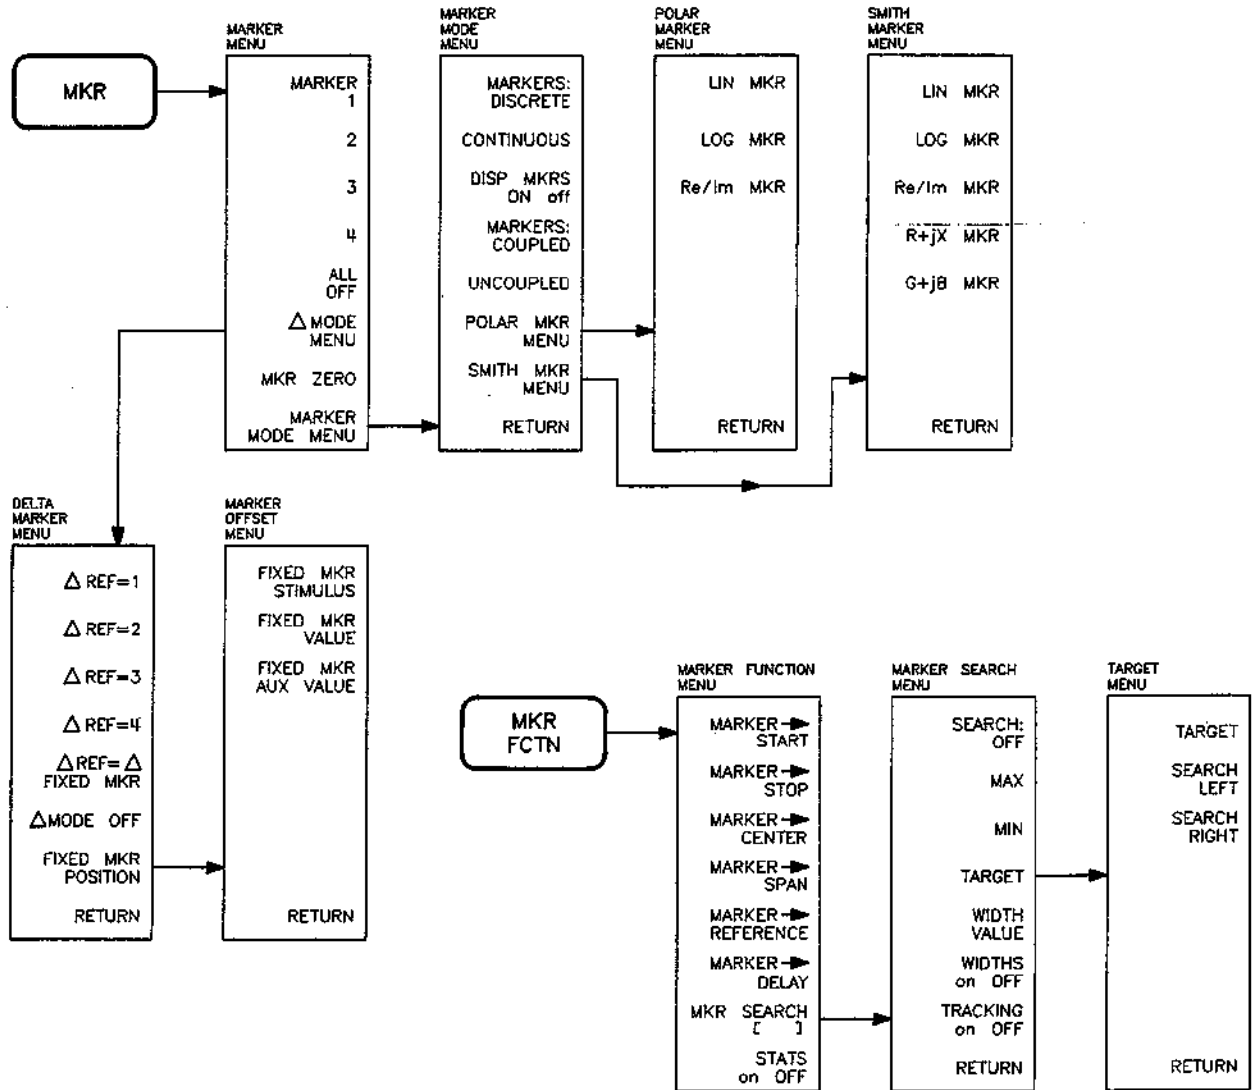 MKR
MARKER
MENU
MARKER
1
2
3
4
ALL
OFF
△MODE
MENU
MKR ZERO
MARKER
MODE MENU
MARKER
MODE
MENU
MARKERS:
DISCRETE
CONTINUOUS
DISP MKRS
ON off
MARKERS:
COUPLED
UNCOUPLED
POLAR MKR
MENU
SMITH MKR
MENU
RETURN
POLAR
MARKER
MENU
LIN MKR
LOG MKR
Re/Im MKR
RETURN
SMITH
MARKER
MENU
LIN MKR
LOG MKR
Re/Im MKR
R+jX MKR
G+jB MKR
RETURN
DELTA
MARKER
MENU
△ REF=1
△ REF=2
△ REF=3
△ REF=4
△REF=△
FIXED MKR
△MODE OFF
FIXED MKR
POSITION
RETURN
MARKER
OFFSET
MENU
FIXED MKR
STIMULUS
FIXED MKR
VALUE
FIXED MKR
AUX VALUE
RETURN
MKR
FCTN
MARKER FUNCTION
MENU
MARKER→
START
MARKER→
STOP
MARKER→
CENTER
MARKER→
SPAN
MARKER→
REFERENCE
MARKER→
DELAY
MKR SEARCH
[ ]
STATS
on OFF
MARKER SEARCH
MENU
SEARCH:
OFF
MAX
MIN
TARGET
WIDTH
VALUE
WIDTHS
on OFF
TRACKING
on OFF
RETURN
TARGET
MENU
TARGET
SEARCH
LEFT
SEARCH
RIGHT
RETURN